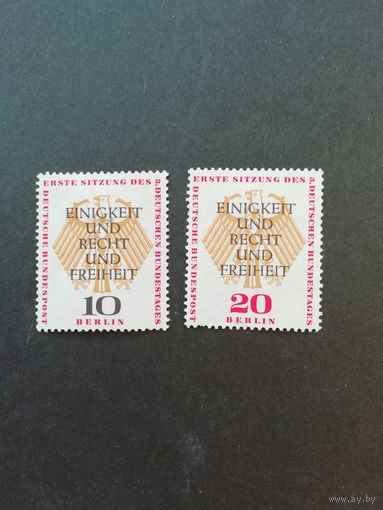 ERSTE SITZUNG DES
3. DEUTSCHEN BUNDESTAGES
DEUTSCHE BUNDESPOST
EINIGKEIT
UND
RECHT
UND
FREIHEIT
10
BERLIN
ERSTE SITZUNG DES
3. DEUTSCHEN BUNDESTAGES
DEUTSCHE BUNDESPOST
EINIGKEIT
UND
RECHT
UND
FREIHEIT
20
BERLIN
ay.by